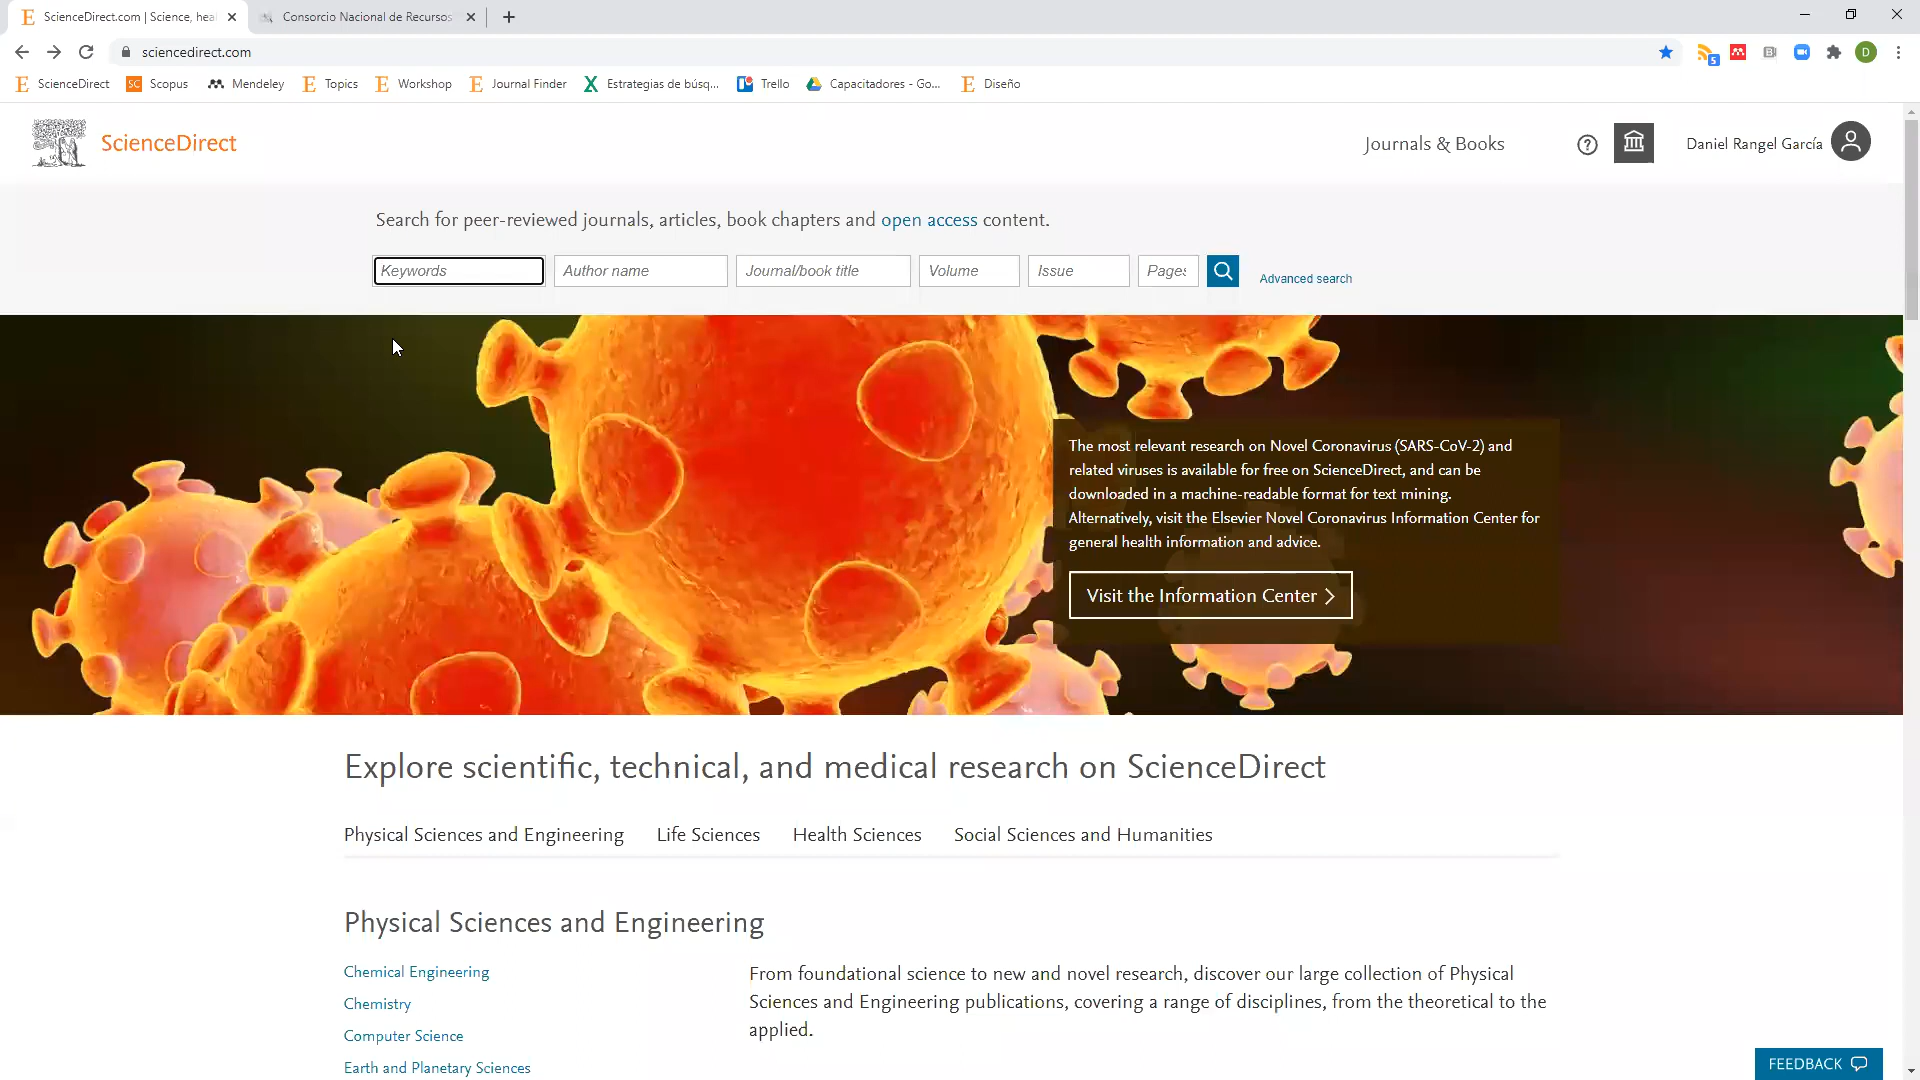 ScienceDirect.com | Science, hea
Consorcio Nacional de Recursos
sciencedirect.com
5
D
ScienceDirect
SC Scopus
Mendeley
Topics
Workshop
Journal Finder
Estrategias de búsq...
Trello
Capacitadores - Go...
Diseño
ScienceDirect
Journals & Books
?
Daniel Rangel García
Search for peer-reviewed journals, articles, book chapters and open access content.
Keywords
Author name
Journal/book title
Volume
Issue
Pages
Advanced search
The most relevant research on Novel Coronavirus (SARS-CoV-2) and
related viruses is available for free on ScienceDirect, and can be
downloaded in a machine-readable format for text mining.
Alternatively, visit the Elsevier Novel Coronavirus Information Center for
general health information and advice.
Visit the Information Center
Explore scientific, technical, and medical research on ScienceDirect
Physical Sciences and Engineering
Life Sciences
Health Sciences
Social Sciences and Humanities
Physical Sciences and Engineering
Chemical Engineering
Chemistry
Computer Science
Earth and Planetary Sciences
From foundational science to new and novel research, discover our large collection of Physical
Sciences and Engineering publications, covering a range of disciplines, from the theoretical to the
applied.
FEEDBACK